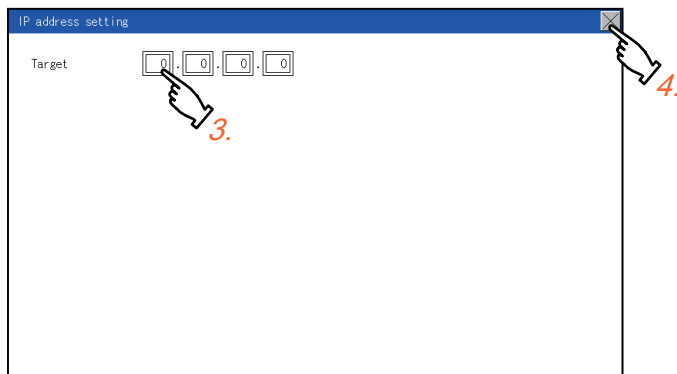 IP address setting
Target 0 . 0 . 0 . 0
3.
4.